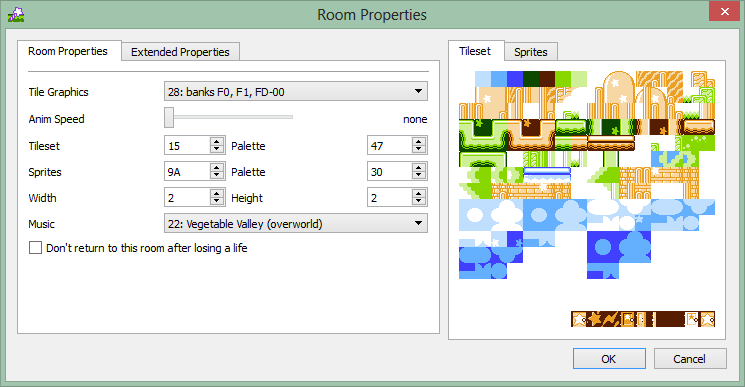 Room Properties
Room Properties Extended Properties
Tile Graphics 28: banks F0, F1, FD-00
Anim Speed none
Tileset 15 Palette 47
Sprites 9A Palette 30
Width 2 Height 2
Music 22: Vegetable Valley (overworld)
Don't return to this room after losing a life
Tileset Sprites
OK Cancel